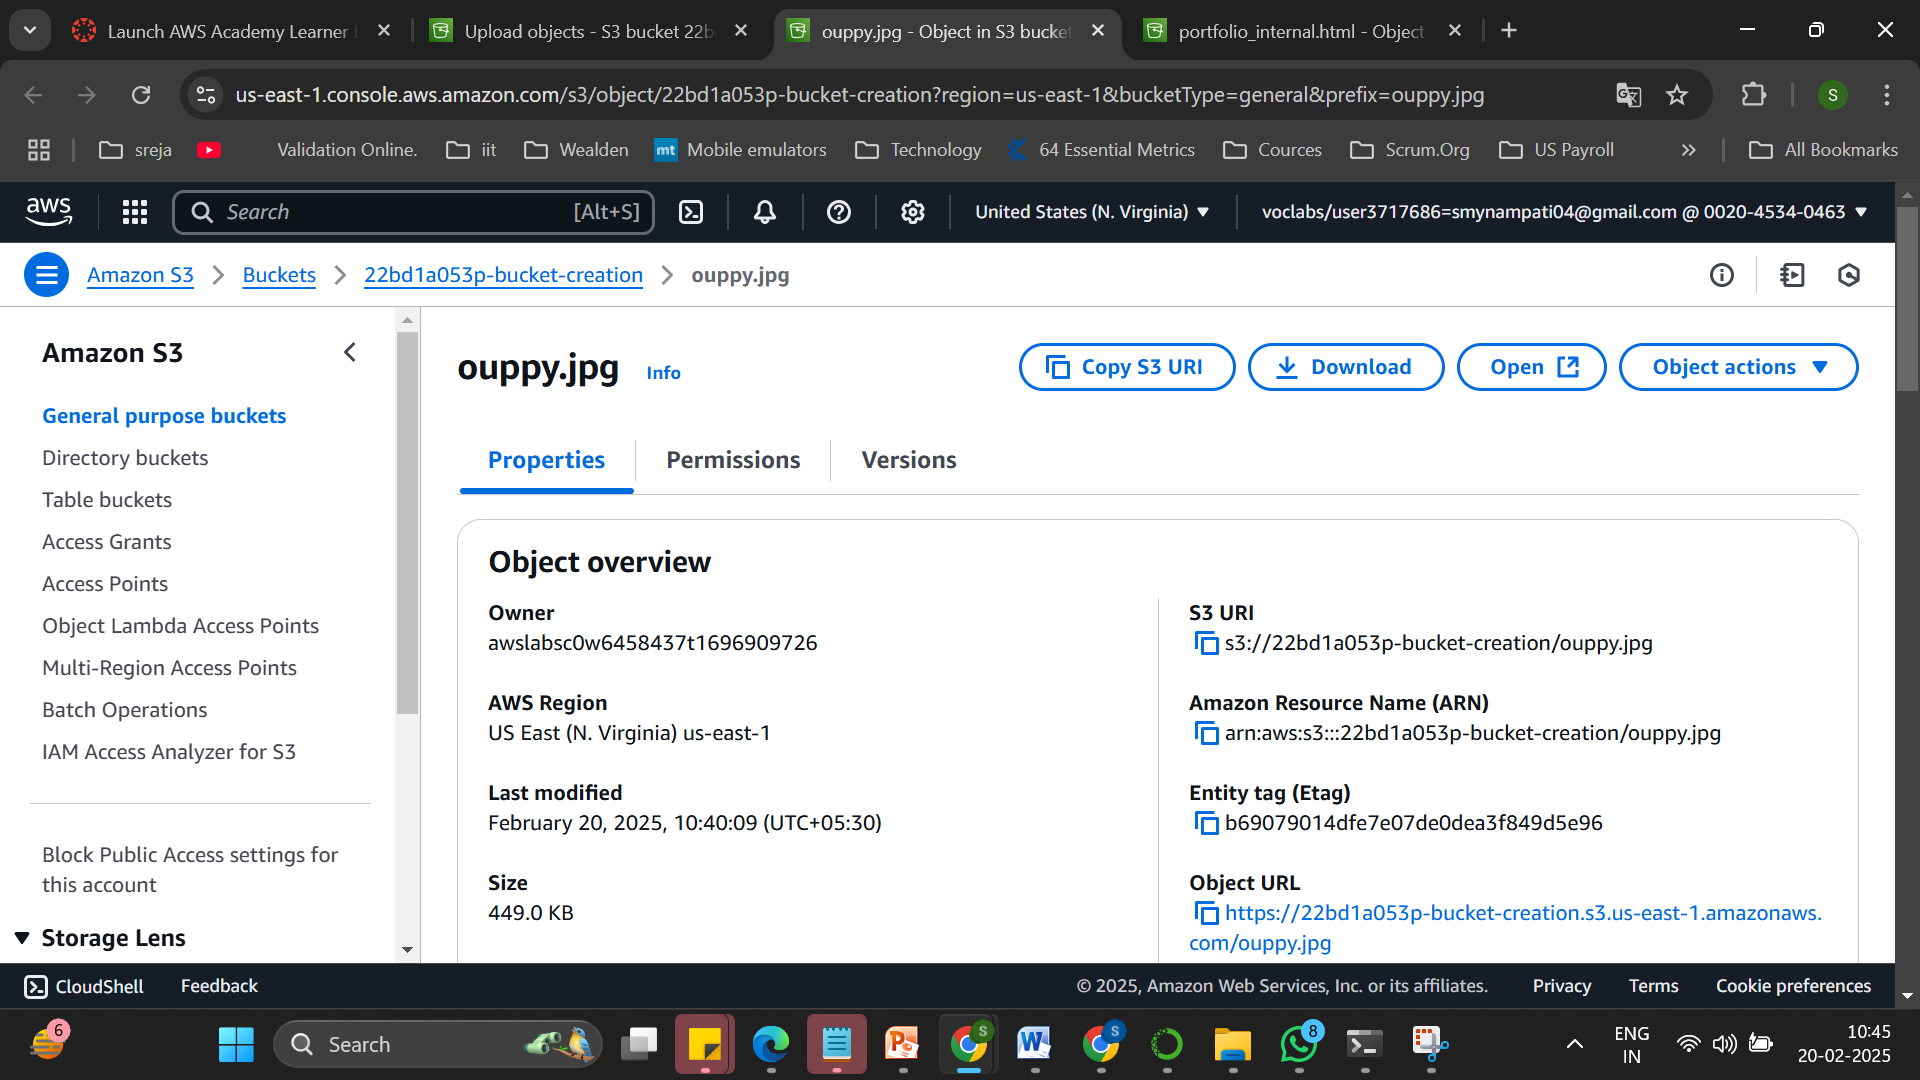 Launch AWS Academy Learner L
Upload objects - S3 bucket 22b
ouppy.jpg - Object in S3 bucket
portfolio_internal.html - Object
us-east-1.console.aws.amazon.com/s3/object/22bd1a053p-bucket-creation?region=us-east-1&bucketType=general&prefix=ouppy.jpg
S
sreja
Validation Online.
iit
Wealden
mt Mobile emulators
Technology
64 Essential Metrics
Cources
Scrum.Org
US Payroll
All Bookmarks
aws
Search [Alt+S]
United States (N. Virginia)
voclabs/user3717686=smynampati04@gmail.com @ 0020-4534-0463
Amazon S3
Buckets
22bd1a053p-bucket-creation
ouppy.jpg
Amazon S3
General purpose buckets
Directory buckets
Table buckets
Access Grants
Access Points
Object Lambda Access Points
Multi-Region Access Points
Batch Operations
IAM Access Analyzer for S3
Block Public Access settings for
this account
Storage Lens
ouppy.jpg Info
Copy S3 URI
Download
Open
Object actions
Properties
Permissions
Versions
Object overview
Owner
awslabsc0w6458437t1696909726
AWS Region
US East (N. Virginia) us-east-1
Last modified
February 20, 2025, 10:40:09 (UTC+05:30)
Size
449.0 KB
S3 URI
s3://22bd1a053p-bucket-creation/ouppy.jpg
Amazon Resource Name (ARN)
arn:aws:s3:::22bd1a053p-bucket-creation/ouppy.jpg
Entity tag (Etag)
b69079014dfe7e07de0dea3f849d5e96
Object URL
https://22bd1a053p-bucket-creation.s3.us-east-1.amazonaws.
com/ouppy.jpg
CloudShell
Feedback
© 2025, Amazon Web Services, Inc. or its affiliates.
Privacy
Terms
Cookie preferences
6
Search
S
S
8
ENG
IN
10:45
20-02-2025